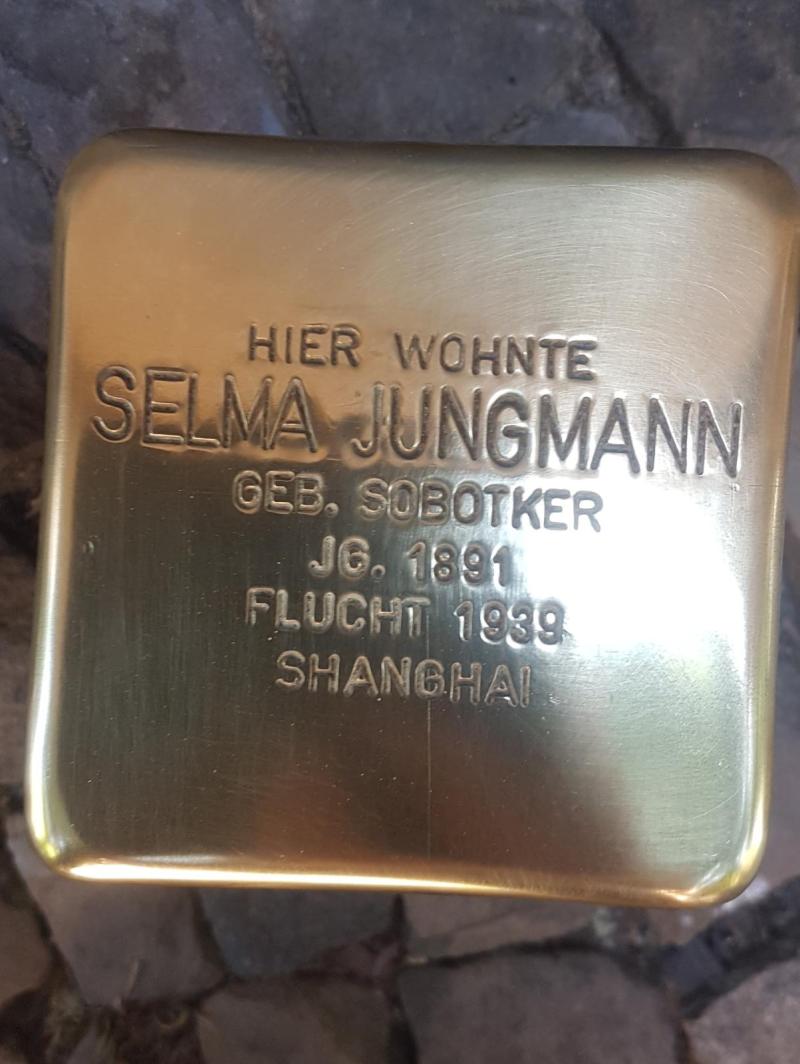 HIER WOHNTE
SELMA JUNGMANN
GEB. SOBOTKER
JG. 1891
FLUCHT 1939
SHANGHAI